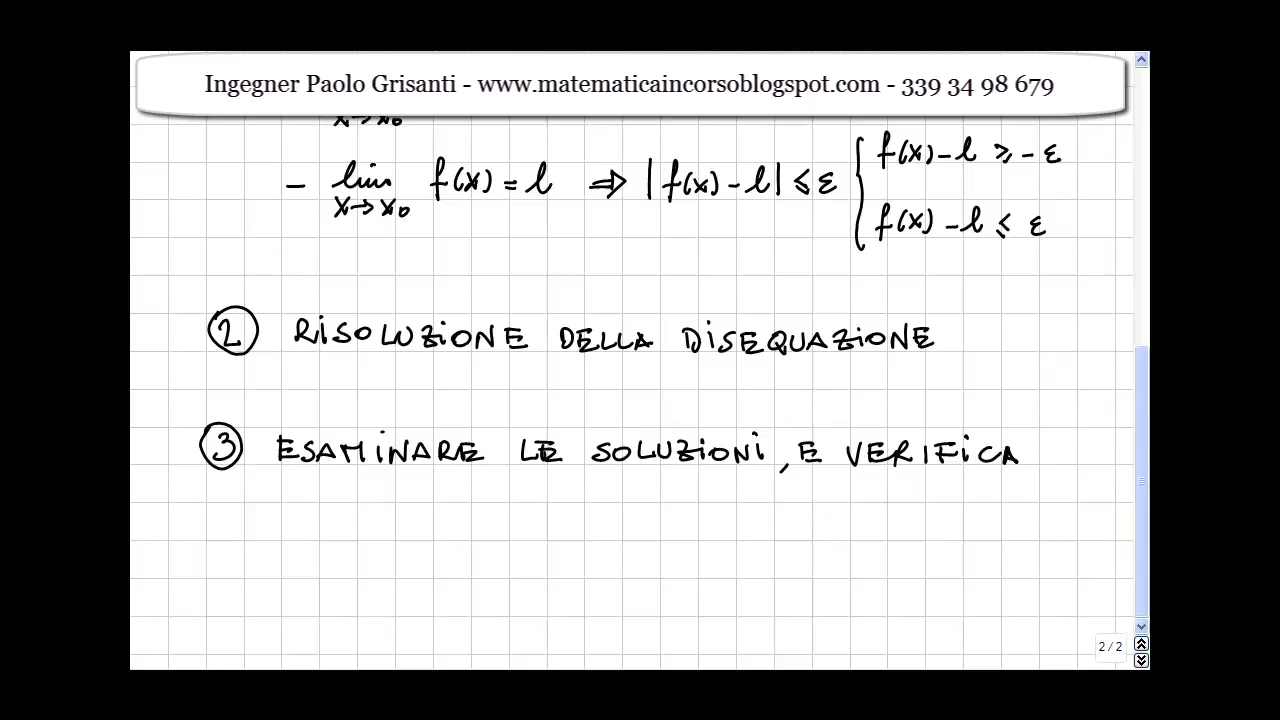 Ingegner Paolo Grisanti - www.matematicaincorsoblogspot.com - 339 34 98 679
x→x₀
- lim x→x₀ f(x) = l ⇒ |f(x) - l| ≤ ε { f(x) - l ≥ - ε
f(x) - l ≤ ε
② RISOLUZIONE DELLA DISEQUAZIONE
③ ESAMINARE LE SOLUZIONI, E VERIFICA
2 / 2